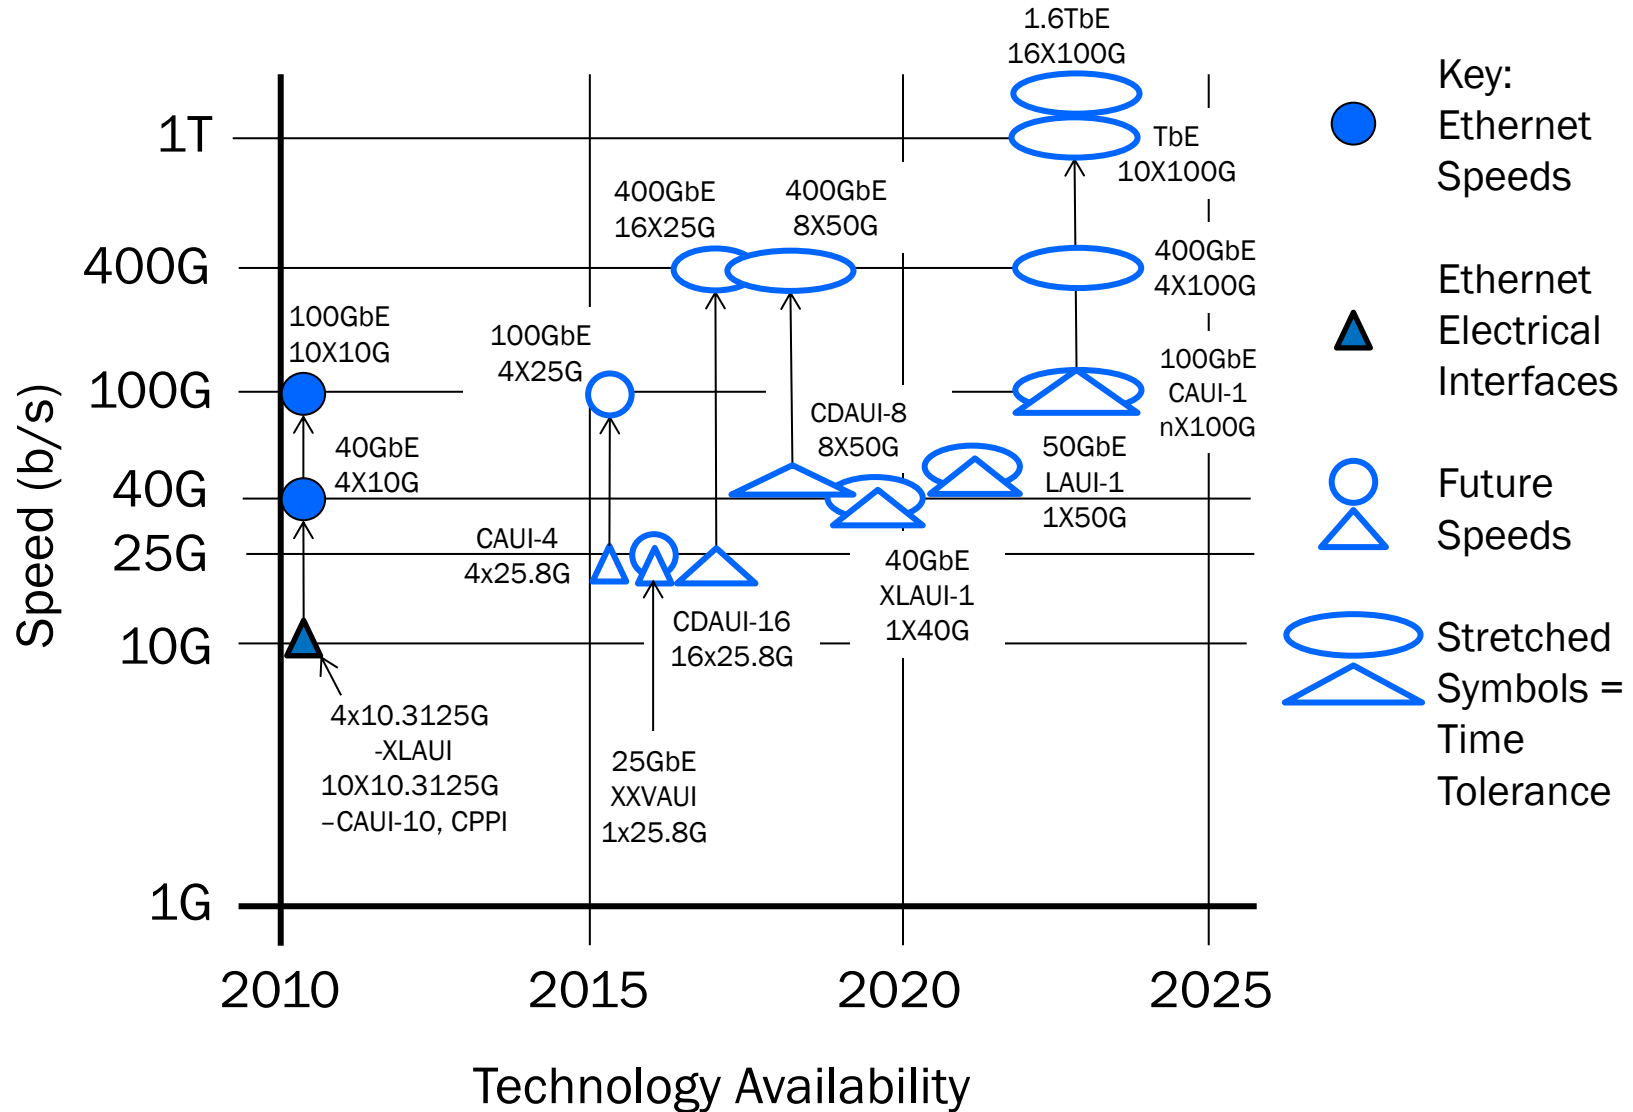 1.6TbE
16X100G
1T
TbE
10X100G
400GbE
16X25G
400GbE
8X50G
400G
400GbE
4X100G
100GbE
10X10G
100GbE
4X25G
100G
100GbE
CAUI-1
nX100G
CDAUI-8
8X50G
40GbE
4X10G
40G
50GbE
LAUI-1
1X50G
CAUI-4
4x25.8G
25G
40GbE
XLAUI-1
1X40G
CDAUI-16
16x25.8G
10G
4x10.3125G
-XLAUI
10X10.3125G
–CAUI-10, CPPI
25GbE
XXVAUI
1x25.8G
1G
Speed (b/s)
2010
2015
2020
2025
Technology Availability
Key:
Ethernet
Speeds
Ethernet
Electrical
Interfaces
Future
Speeds
Stretched
Symbols =
Time
Tolerance